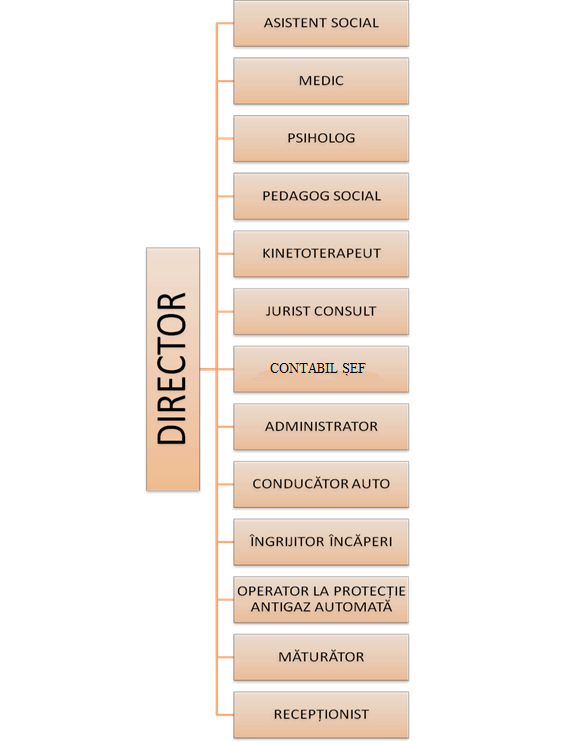 DIRECTOR
ASISTENT SOCIAL
MEDIC
PSIHOLOG
PEDAGOG SOCIAL
KINETOTERAPEUT
JURIST CONSULT
CONTABIL ȘEF
ADMINISTRATOR
CONDUCĂTOR AUTO
ÎNGRIJITOR ÎNCĂPERI
OPERATOR LA PROTECȚIE
ANTIGAZ AUTOMATĂ
MĂTURĂTOR
RECEPȚIONIST